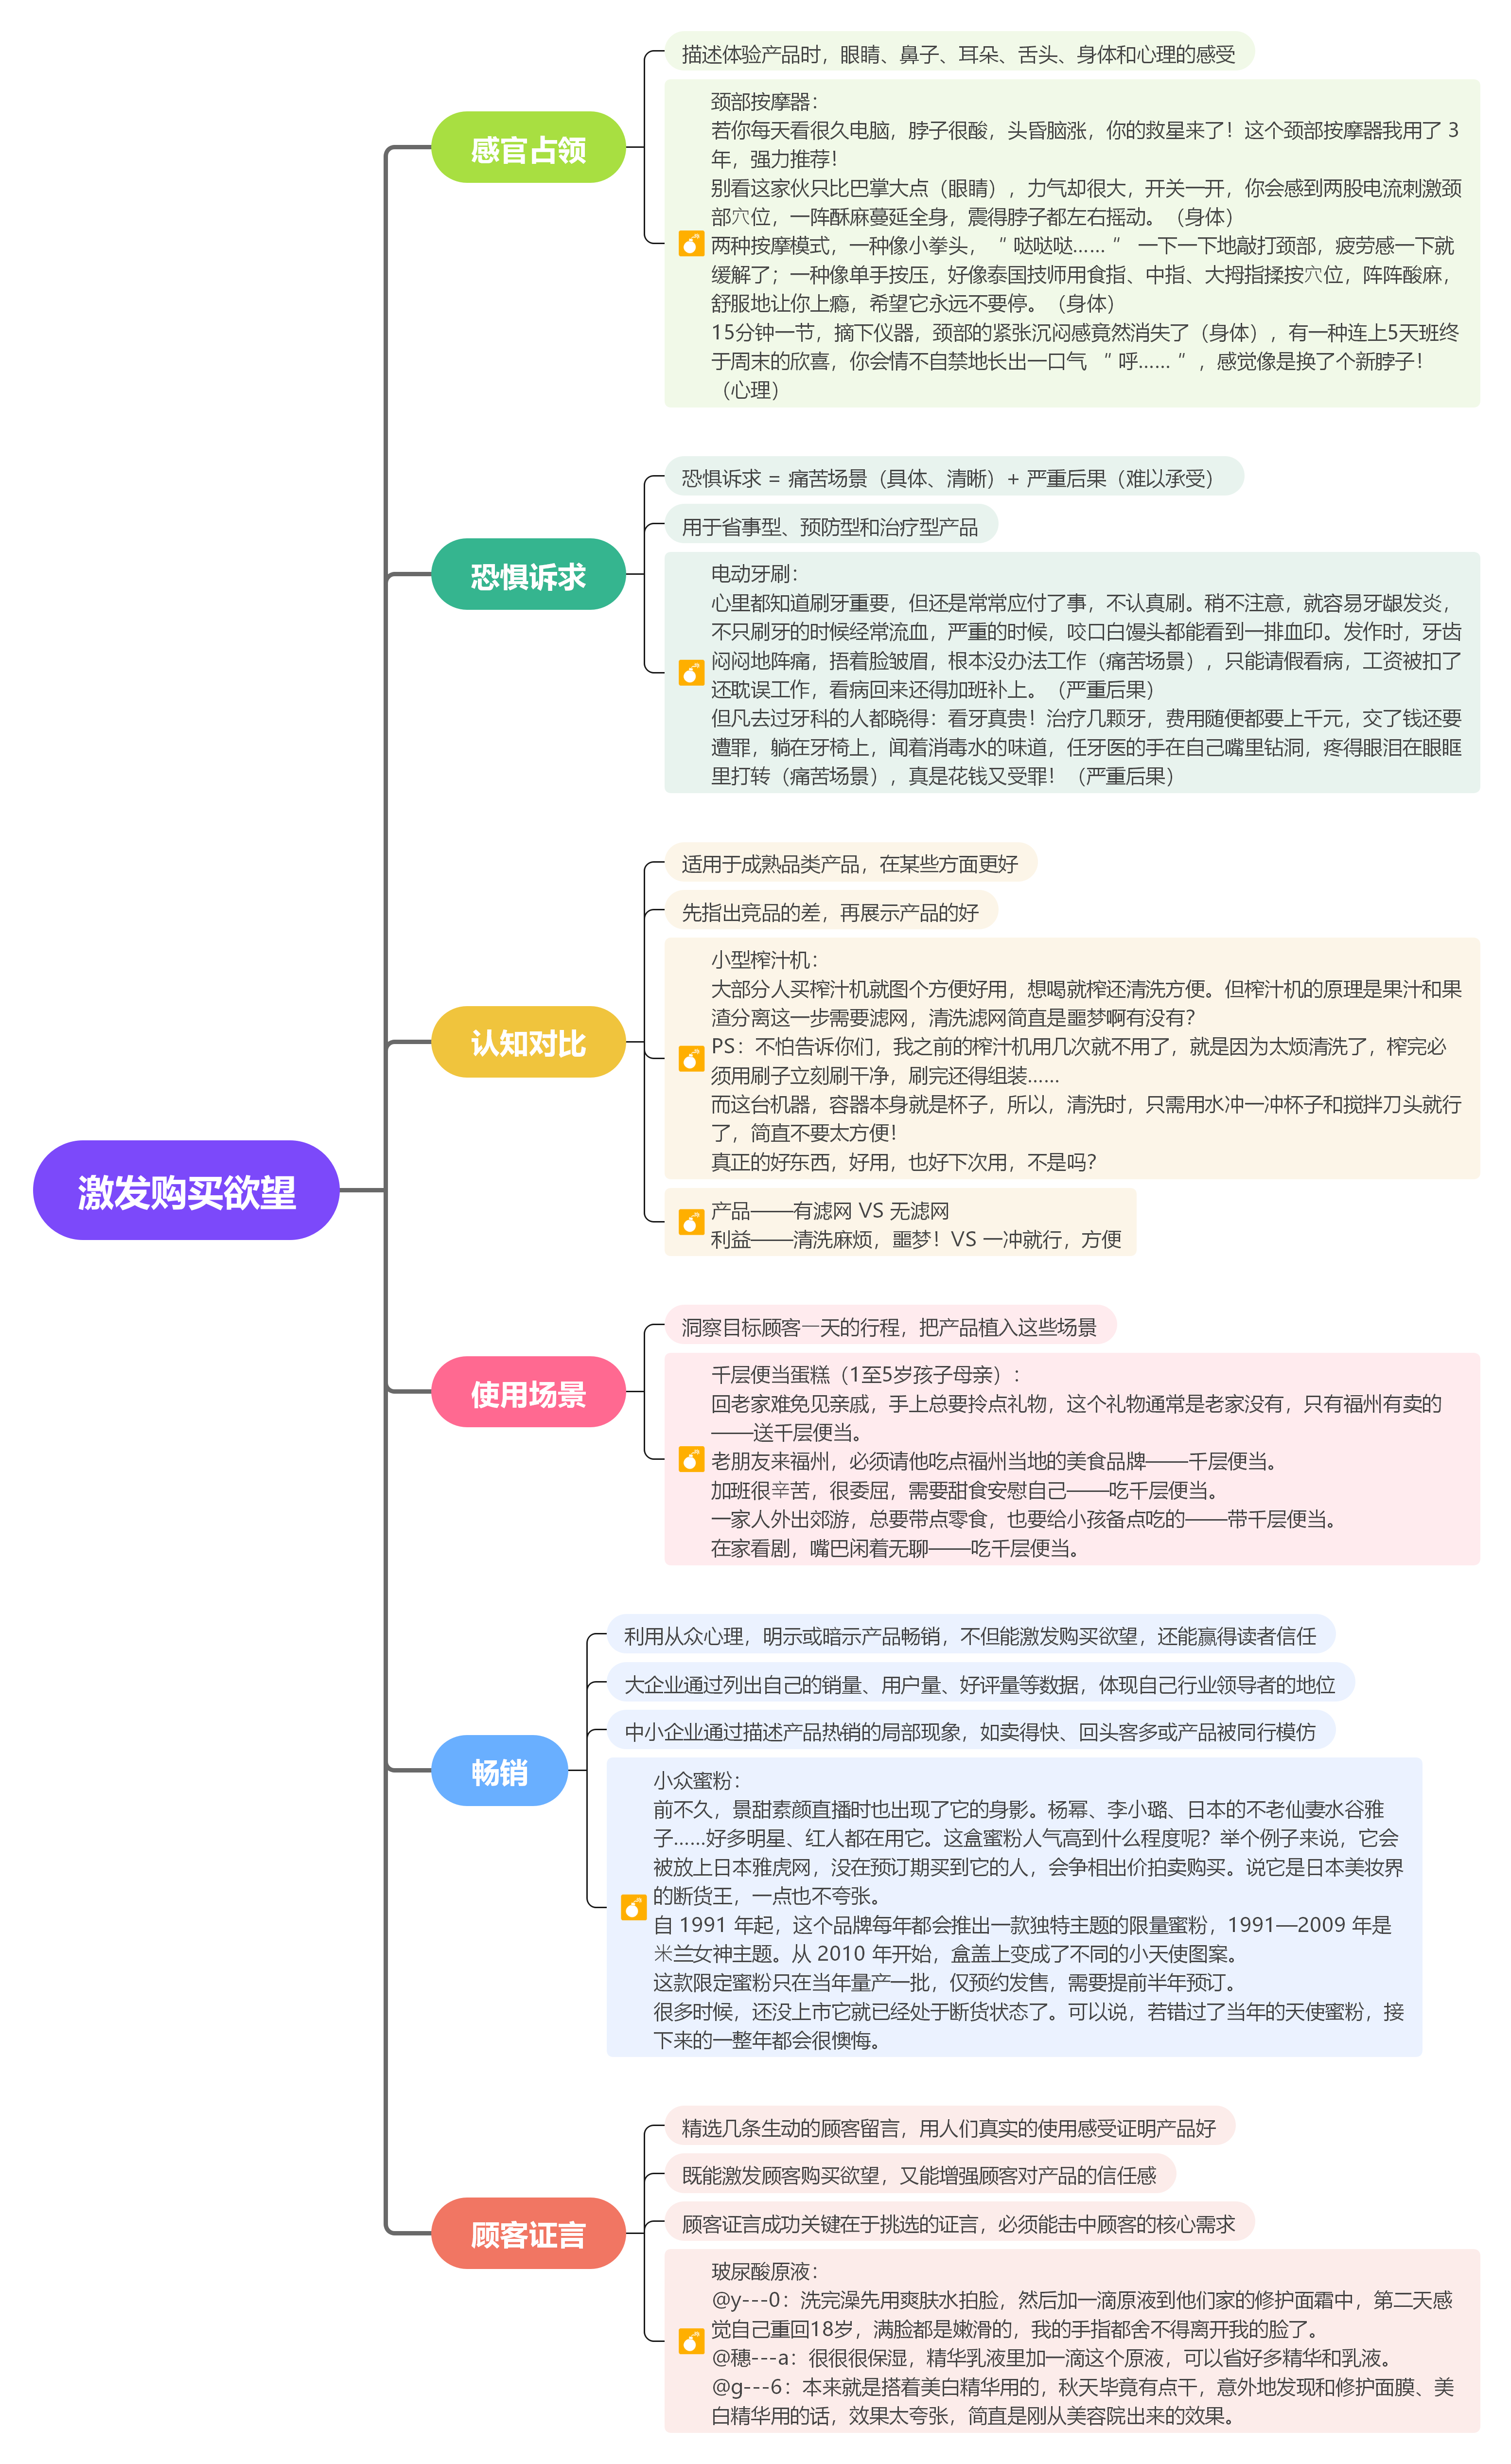 激发购买欲望
感官占领
描述体验产品时，眼睛、鼻子、耳朵、舌头、身体和心理的感受
颈部按摩器：
若你每天看很久电脑，脖子很酸，头昏脑涨，你的救星来了！这个颈部按摩器我用了 3
年，强力推荐！
别看这家伙只比巴掌大点（眼睛），力气却很大，开关一开，你会感到两股电流刺激颈
部穴位，一阵酥麻蔓延全身，震得脖子都左右摇动。（身体）
两种按摩模式，一种像小拳头，＂哒哒哒……＂ 一下一下地敲打颈部，疲劳感一下就
缓解了；一种像单手按压，好像泰国技师用食指、中指、大拇指揉按穴位，阵阵酸麻，
舒服地让你上瘾，希望它永远不要停。（身体）
15分钟一节，摘下仪器，颈部的紧张沉闷感竟然消失了（身体），有一种连上5天班终
于周末的欣喜，你会情不自禁地长出一口气 ＂呼……＂，感觉像是换了个新脖子！
（心理）
恐惧诉求
恐惧诉求 = 痛苦场景（具体、清晰）+ 严重后果（难以承受）
用于省事型、预防型和治疗型产品
电动牙刷：
心里都知道刷牙重要，但还是常常应付了事，不认真刷。稍不注意，就容易牙龈发炎，
不只刷牙的时候经常流血，严重的时候，咬口白馒头都能看到一排血印。发作时，牙齿
闷闷地阵痛，捂着脸皱眉，根本没办法工作（痛苦场景），只能请假看病，工资被扣了
还耽误工作，看病回来还得加班补上。（严重后果）
但凡去过牙科的人都晓得：看牙真贵！治疗几颗牙，费用随便都要上千元，交了钱还要
遭罪，躺在牙椅上，闻着消毒水的味道，任牙医的手在自己嘴里钻洞，疼得眼泪在眼眶
里打转（痛苦场景），真是花钱又受罪！（严重后果）
认知对比
适用于成熟品类产品，在某些方面更好
先指出竞品的差，再展示产品的好
小型榨汁机：
大部分人买榨汁机就图个方便好用，想喝就榨还清洗方便。但榨汁机的原理是果汁和果
渣分离这一步需要滤网，清洗滤网简直是噩梦啊有没有？
PS：不怕告诉你们，我之前的榨汁机用几次就不用了，就是因为太烦清洗了，榨完必
须用刷子立刻刷干净，刷完还得组装……
而这台机器，容器本身就是杯子，所以，清洗时，只需用水冲一冲杯子和搅拌刀头就行
了，简直不要太方便！
真正的好东西，好用，也好下次用，不是吗？
产品——有滤网 VS 无滤网
利益——清洗麻烦，噩梦！VS 一冲就行，方便
使用场景
洞察目标顾客一天的行程，把产品植入这些场景
千层便当蛋糕（1至5岁孩子母亲）：
回老家难免见亲戚，手上总要拎点礼物，这个礼物通常是老家没有，只有福州有卖的
——送千层便当。
老朋友来福州，必须请他吃点福州当地的美食品牌——千层便当。
加班很辛苦，很委屈，需要甜食安慰自己——吃千层便当。
一家人外出郊游，总要带点零食，也要给小孩备点吃的——带千层便当。
在家看剧，嘴巴闲着无聊——吃千层便当。
畅销
利用从众心理，明示或暗示产品畅销，不但能激发购买欲望，还能赢得读者信任
大企业通过列出自己的销量、用户量、好评量等数据，体现自己行业领导者的地位
中小企业通过描述产品热销的局部现象，如卖得快、回头客多或产品被同行模仿
小众蜜粉：
前不久，景甜素颜直播时也出现了它的身影。杨幂、李小璐、日本的不老仙妻水谷雅
子……好多明星、红人都在用它。这盒蜜粉人气高到什么程度呢？举个例子来说，它会
被放上日本雅虎网，没在预订期买到它的人，会争相出价拍卖购买。说它是日本美妆界
的断货王，一点也不夸张。
自 1991 年起，这个品牌每年都会推出一款独特主题的限量蜜粉，1991—2009 年是
米兰女神主题。从 2010 年开始，盒盖上变成了不同的小天使图案。
这款限定蜜粉只在当年量产一批，仅预约发售，需要提前半年预订。
很多时候，还没上市它就已经处于断货状态了。可以说，若错过了当年的天使蜜粉，接
下来的一整年都会很懊悔。
顾客证言
精选几条生动的顾客留言，用人们真实的使用感受证明产品好
既能激发顾客购买欲望，又能增强顾客对产品的信任感
顾客证言成功关键在于挑选的证言，必须能击中顾客的核心需求
玻尿酸原液：
@y---0：洗完澡先用爽肤水拍脸，然后加一滴原液到他们家的修护面霜中，第二天感
觉自己重回18岁，满脸都是嫩滑的，我的手指都舍不得离开我的脸了。
@穗---a：很很很保湿，精华乳液里加一滴这个原液，可以省好多精华和乳液。
@g---6：本来就是搭着美白精华用的，秋天毕竟有点干，意外地发现和修护面膜、美
白精华用的话，效果太夸张，简直是刚从美容院出来的效果。